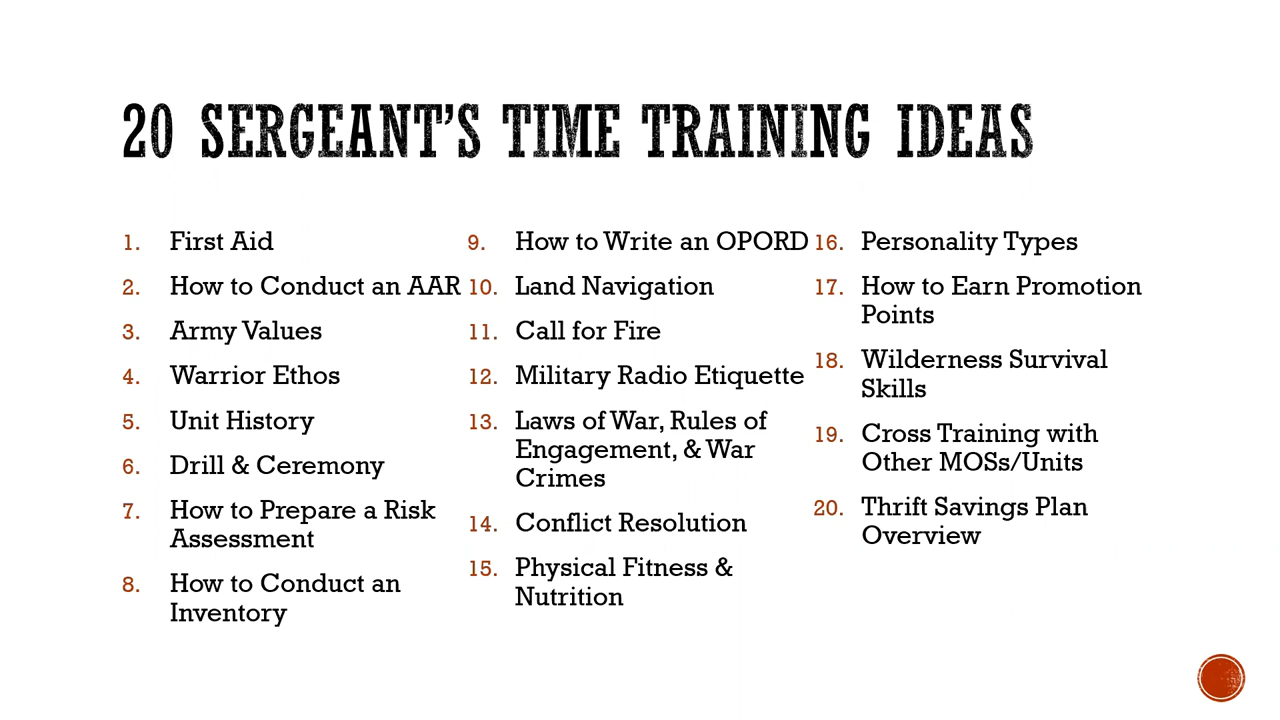 20 SERGEANT'S TIME TRAINING IDEAS
1. First Aid
2. How to Conduct an AAR
3. Army Values
4. Warrior Ethos
5. Unit History
6. Drill & Ceremony
7. How to Prepare a Risk
Assessment
8. How to Conduct an
Inventory
9. How to Write an OPORD
10. Land Navigation
11. Call for Fire
12. Military Radio Etiquette
13. Laws of War, Rules of
Engagement, & War
Crimes
14. Conflict Resolution
15. Physical Fitness &
Nutrition
16. Personality Types
17. How to Earn Promotion
Points
18. Wilderness Survival
Skills
19. Cross Training with
Other MOSs/Units
20. Thrift Savings Plan
Overview